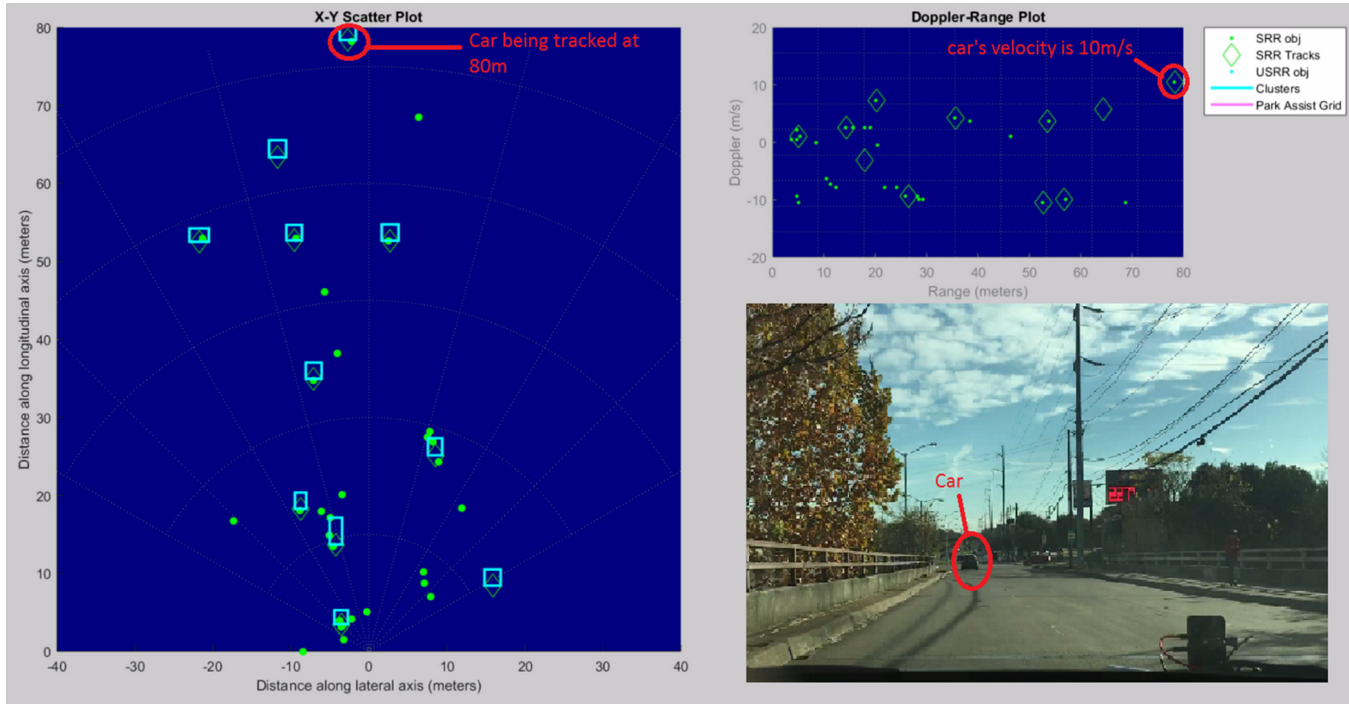 X-Y Scatter Plot
Car being tracked at
80m
80
70
60
50
40
30
20
10
0
-40
-30
-20
-10
0
10
20
30
40
Distance along longitudinal axis (meters)
Distance along lateral axis (meters)
Doppler-Range Plot
car's velocity is 10m/s
20
10
0
-10
-20
0
10
20
30
40
50
60
70
80
Doppler (m/s)
Range (meters)
SRR obj
SRR Tracks
USRR obj
Clusters
Park Assist Grid
Car